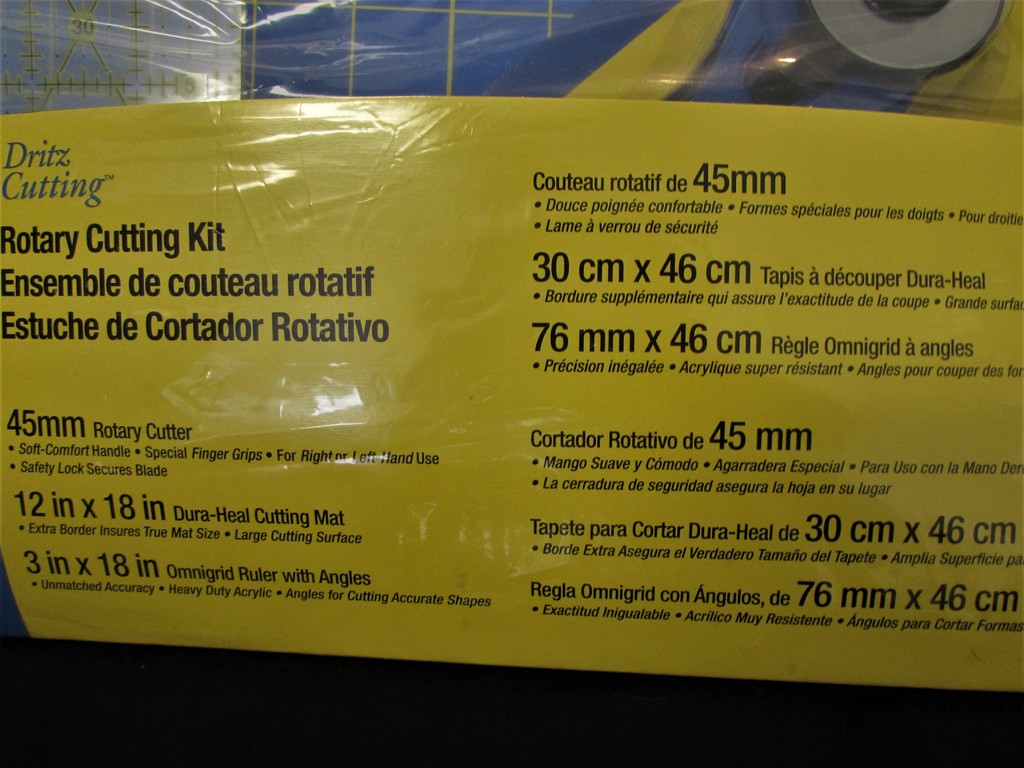 30
5
Dritz
Cutting™
Rotary Cutting Kit
Ensemble de couteau rotatif
Estuche de Cortador Rotativo
45mm Rotary Cutter
• Soft-Comfort Handle • Special Finger Grips • For Right or Left-Hand Use
• Safety Lock Secures Blade
12 in x 18 in Dura-Heal Cutting Mat
• Extra Border Insures True Mat Size • Large Cutting Surface
3 in x 18 in Omnigrid Ruler with Angles
• Unmatched Accuracy • Heavy Duty Acrylic • Angles for Cutting Accurate Shapes
Couteau rotatif de 45mm
• Douce poignée confortable • Formes spéciales pour les doigts • Pour droitie
• Lame à verrou de sécurité
30 cm x 46 cm Tapis à découper Dura-Heal
• Bordure supplémentaire qui assure l'exactitude de la coupe • Grande surfac
76 mm x 46 cm Règle Omnigrid à angles
• Précision inégalée • Acrylique super résistant • Angles pour couper des for
Cortador Rotativo de 45 mm
• Mango Suave y Cómodo • Agarradera Especial • Para Uso con la Mano Dere
• La cerradura de seguridad asegura la hoja en su lugar
Tapete para Cortar Dura-Heal de 30 cm x 46 cm
• Borde Extra Asegura el Verdadero Tamaño del Tapete • Amplia Superficie pa
Regla Omnigrid con Ángulos, de 76 mm x 46 cm
• Exactitud Inigualable • Acrílico Muy Resistente • Ángulos para Cortar Formas